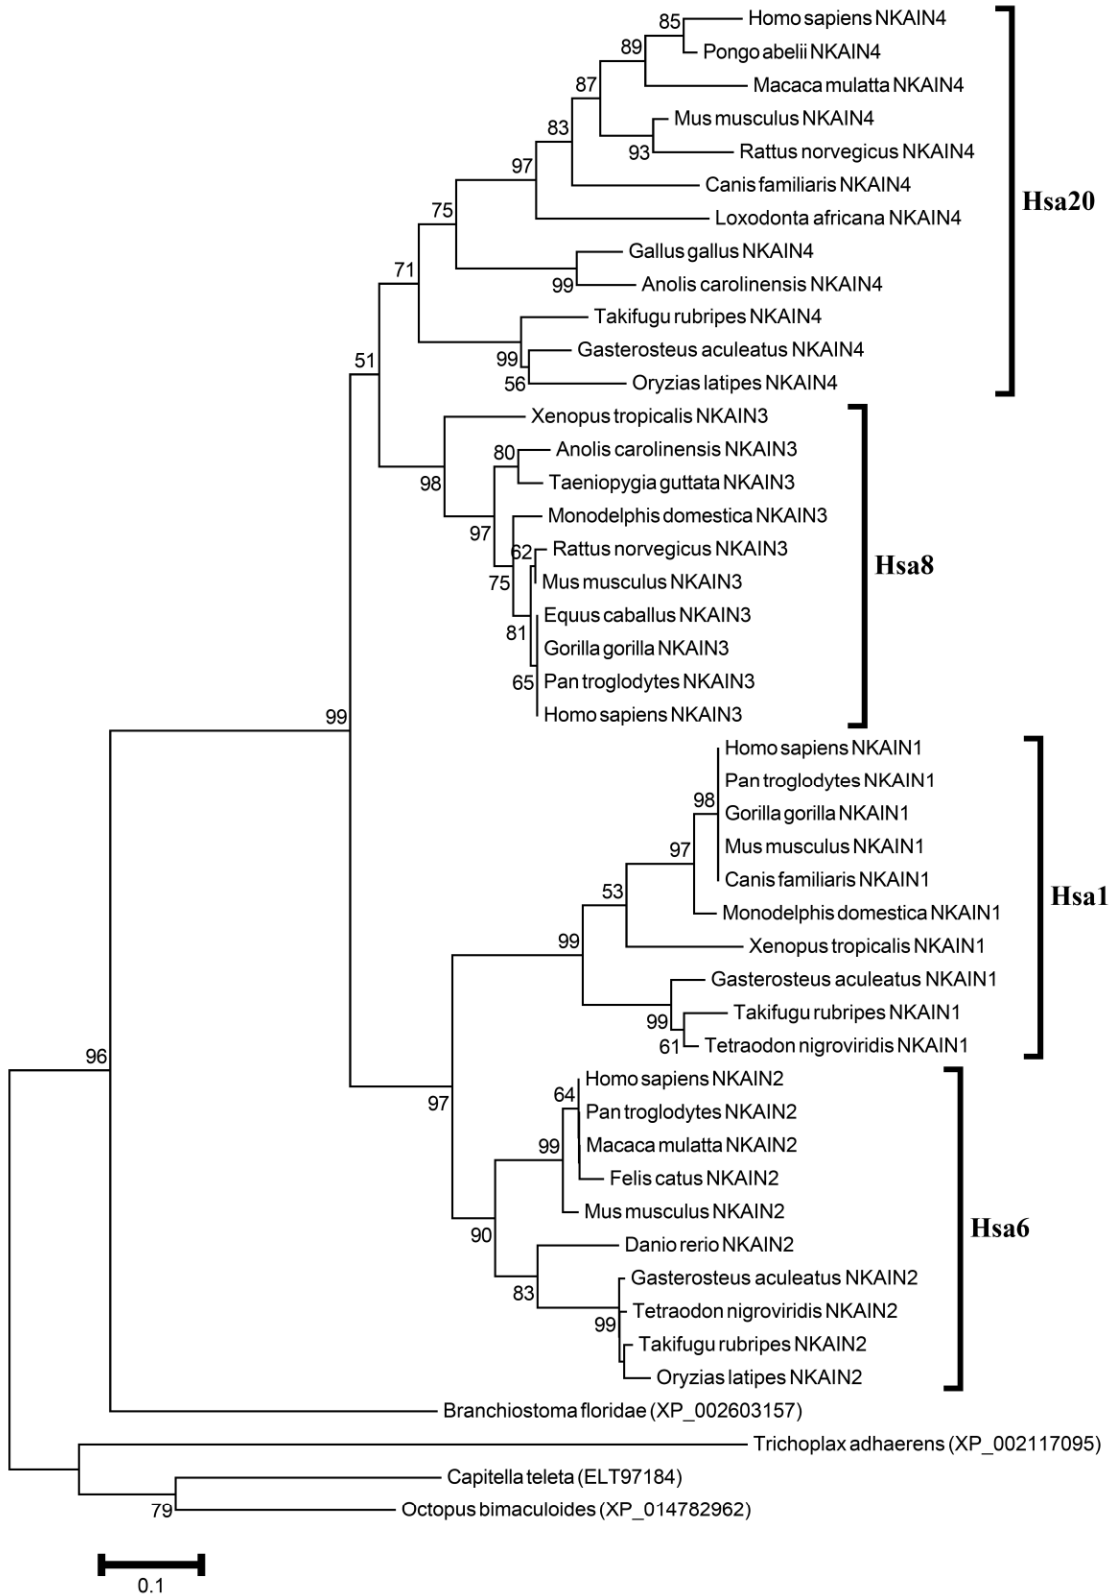 85
Homo sapiens NKAIN4
89
Pongo abelii NKAIN4
87
Macaca mulatta NKAIN4
83
Mus musculus NKAIN4
93
Rattus norvegicus NKAIN4
97
Canis familiaris NKAIN4
Hsa20
75
Loxodonta africana NKAIN4
71
Gallus gallus NKAIN4
99
Anolis carolinensis NKAIN4
Takifugu rubripes NKAIN4
51
99
Gasterosteus aculeatus NKAIN4
56
Oryzias latipes NKAIN4
Xenopus tropicalis NKAIN3
80
Anolis carolinensis NKAIN3
98
Taeniopygia guttata NKAIN3
97
Monodelphis domestica NKAIN3
62
Rattus norvegicus NKAIN3
Hsa8
75
Mus musculus NKAIN3
81
Equus caballus NKAIN3
Gorilla gorilla NKAIN3
65
Pan troglodytes NKAIN3
99
Homo sapiens NKAIN3
Homo sapiens NKAIN1
Pan troglodytes NKAIN1
98
Gorilla gorilla NKAIN1
97
Mus musculus NKAIN1
53
Canis familiaris NKAIN1
Hsa1
Monodelphis domestica NKAIN1
99
Xenopus tropicalis NKAIN1
Gasterosteus aculeatus NKAIN1
99
Takifugu rubripes NKAIN1
61
Tetraodon nigroviridis NKAIN1
96
Homo sapiens NKAIN2
64
97
Pan troglodytes NKAIN2
99
Macaca mulatta NKAIN2
Felis catus NKAIN2
Mus musculus NKAIN2
Hsa6
90
Danio rerio NKAIN2
83
Gasterosteus aculeatus NKAIN2
99
Tetraodon nigroviridis NKAIN2
Takifugu rubripes NKAIN2
Oryzias latipes NKAIN2
Branchiostoma floridae (XP_002603157)
Trichoplax adhaerens (XP_002117095)
Capitella teleta (ELT97184)
79
Octopus bimaculoides (XP_014782962)
0.1